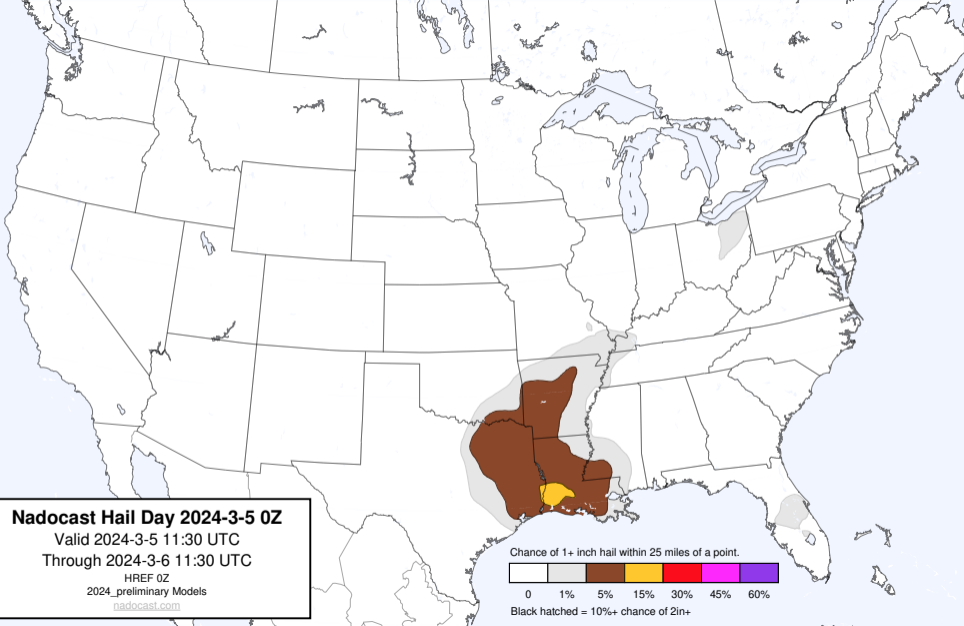 Nadocast Hail Day 2024-3-5 0Z
Valid 2024-3-5 11:30 UTC
Through 2024-3-6 11:30 UTC
HREF 0Z
2024_preliminary Models
nadocast.com
Chance of 1+ inch hail within 25 miles of a point.
0 1% 5% 15% 30% 45% 60%
Black hatched = 10%+ chance of 2in+